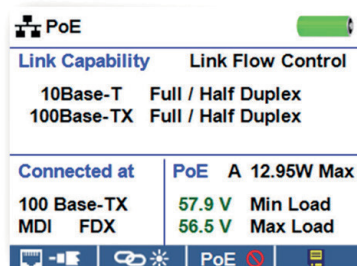 PoE
Link Capability Link Flow Control
10Base-T Full / Half Duplex
100Base-TX Full / Half Duplex
Connected at PoE A 12.95W Max
100 Base-TX 57.9 V Min Load
MDI FDX 56.5 V Max Load
PoE